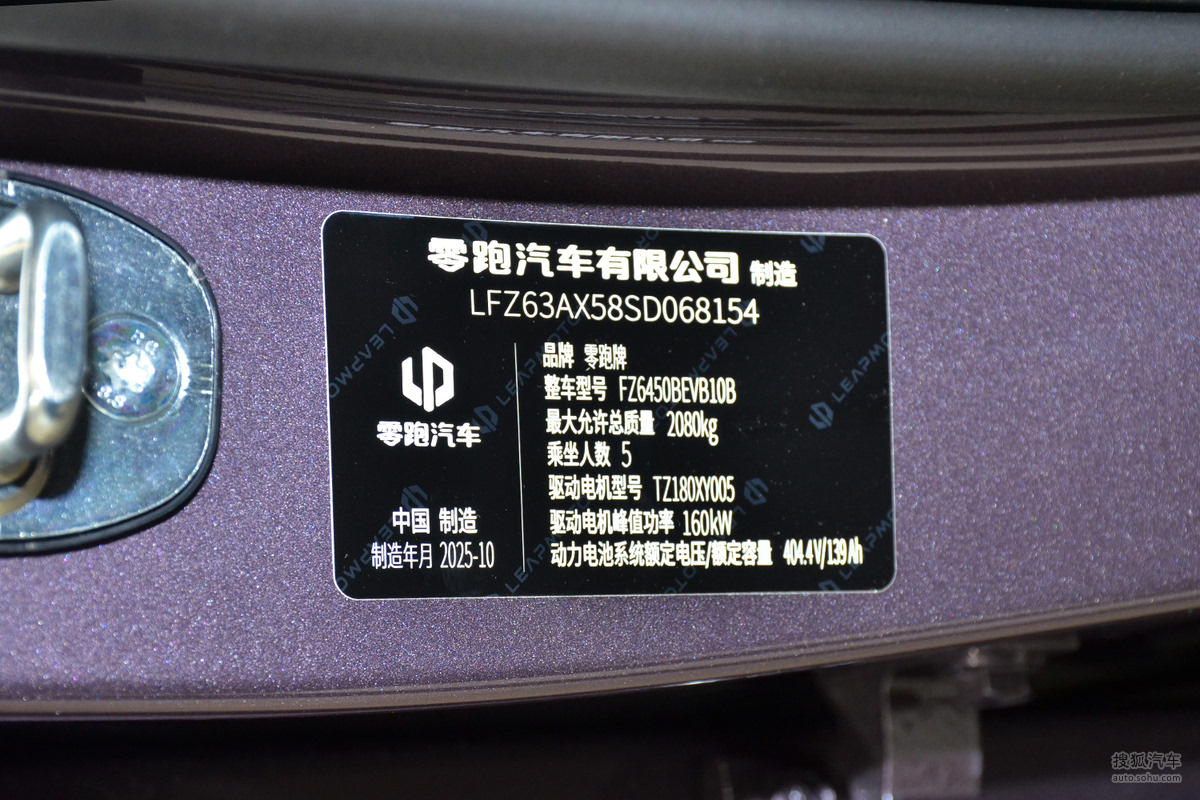 零跑汽车有限公司 制造
LFZ63AX58SD068154
零跑汽车
中国 制造
制造年月 2025-10
品牌 零跑牌
整车型号 FZ6450BEVB10B
最大允许总质量 2080kg
乘坐人数 5
驱动电机型号 TZ180XY005
驱动电机峰值功率 160kW
动力电池系统额定电压/额定容量 404.4V/139Ah
LEAPMOTOR
搜狐汽车
auto.sohu.com